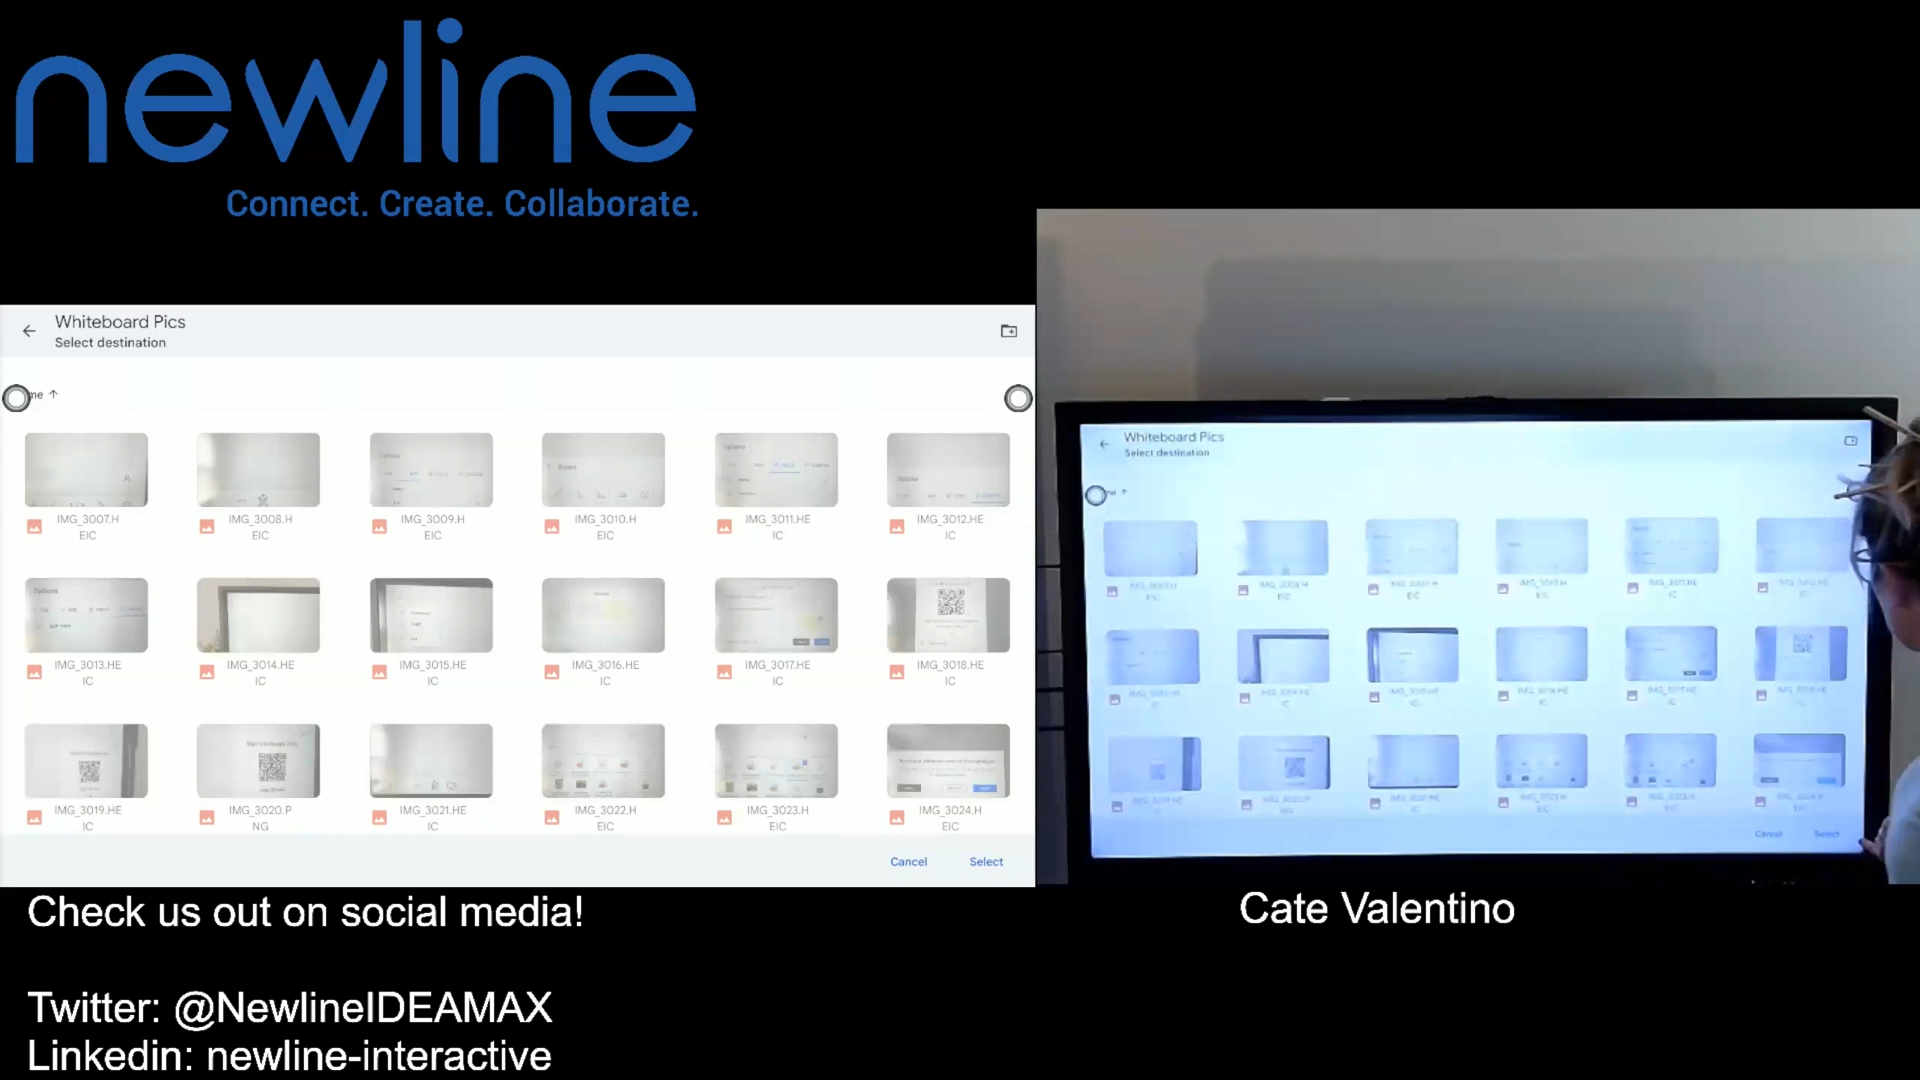 newline
Connect. Create. Collaborate.
Whiteboard Pics
Select destination
me ↑
IMG_3007.H
EIC
IMG_3008.H
EIC
IMG_3009.H
EIC
IMG_3010.H
EIC
IMG_3011.HE
IC
IMG_3012.HE
IC
IMG_3013.HE
IC
IMG_3014.HE
IC
IMG_3015.HE
IC
IMG_3016.HE
IC
IMG_3017.HE
IC
IMG_3018.HE
IC
IMG_3019.HE
IC
IMG_3020.P
NG
IMG_3021.HE
IC
IMG_3022.H
EIC
IMG_3023.H
EIC
IMG_3024.H
EIC
Cancel
Select
Whiteboard Pics
Select destination
Cancel
Select
Check us out on social media!
Cate Valentino
Twitter: @NewlineIDEAMAX
Linkedin: newline-interactive